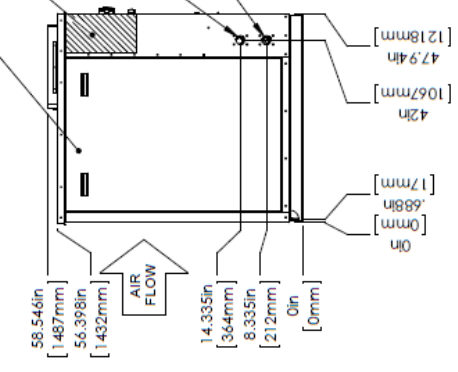 47.94in
[1218mm]
42in
[1067mm]
.688in
[17mm]
0in
[0mm]
58.546in
[1487mm]
56.398in
[1432mm]
AIR
FLOW
14.335in
[364mm]
8.335in
[212mm]
0in
[0mm]